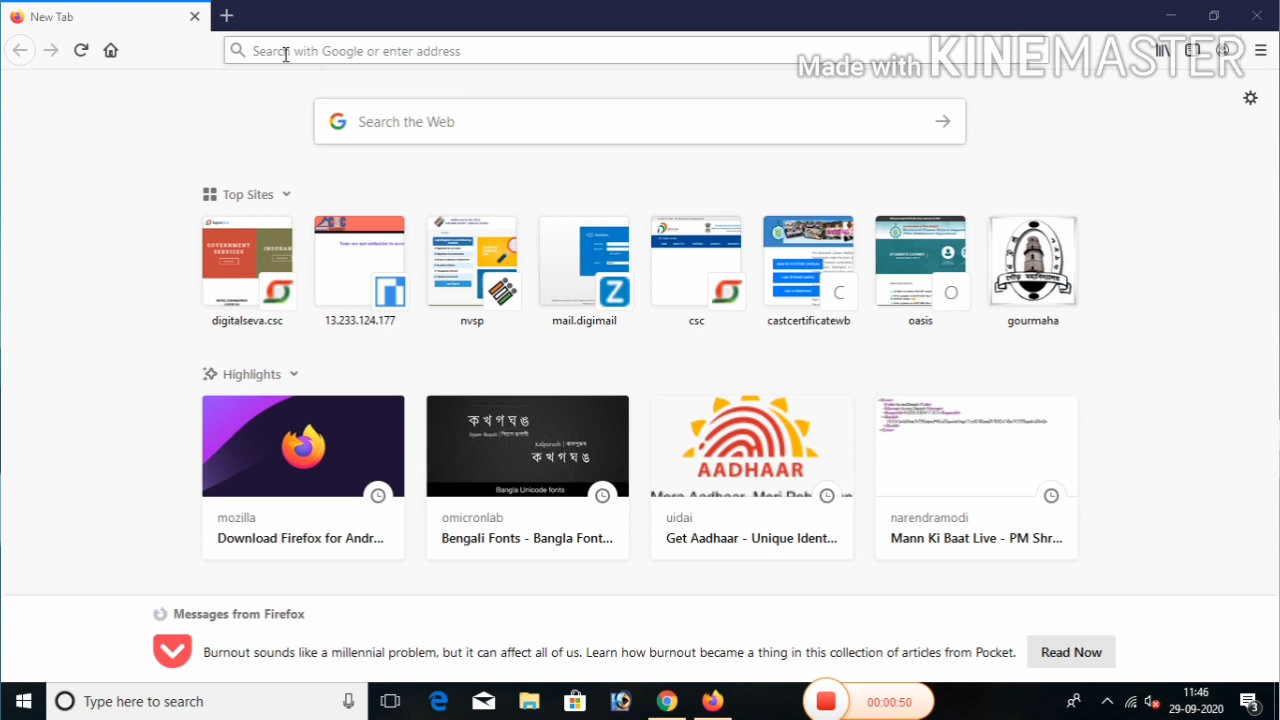 New Tab
Search with Google or enter address
Made with KINEMASTER
Search the Web
Top Sites
GOVERNMENT SERVICES
digitalseva.csc
13.233.124.177
nvsp
mail.digimail
csc
castcertificatewb
oasis
gourmaha
Z
C
O
Highlights
ক খ গ ঘ ঙ
ক খ গ ঘ ঙ
Bangla Unicode fonts
AADHAAR
mozilla
Download Firefox for Andr...
omicronlab
Bengali Fonts - Bangla Font...
uidai
Get Aadhaar - Unique Ident...
narendramodi
Mann Ki Baat Live - PM Shr...
Messages from Firefox
Burnout sounds like a millennial problem, but it can affect all of us. Learn how burnout became a thing in this collection of articles from Pocket.
Read Now
Type here to search
00:00:50
11:46
29-09-2020
3